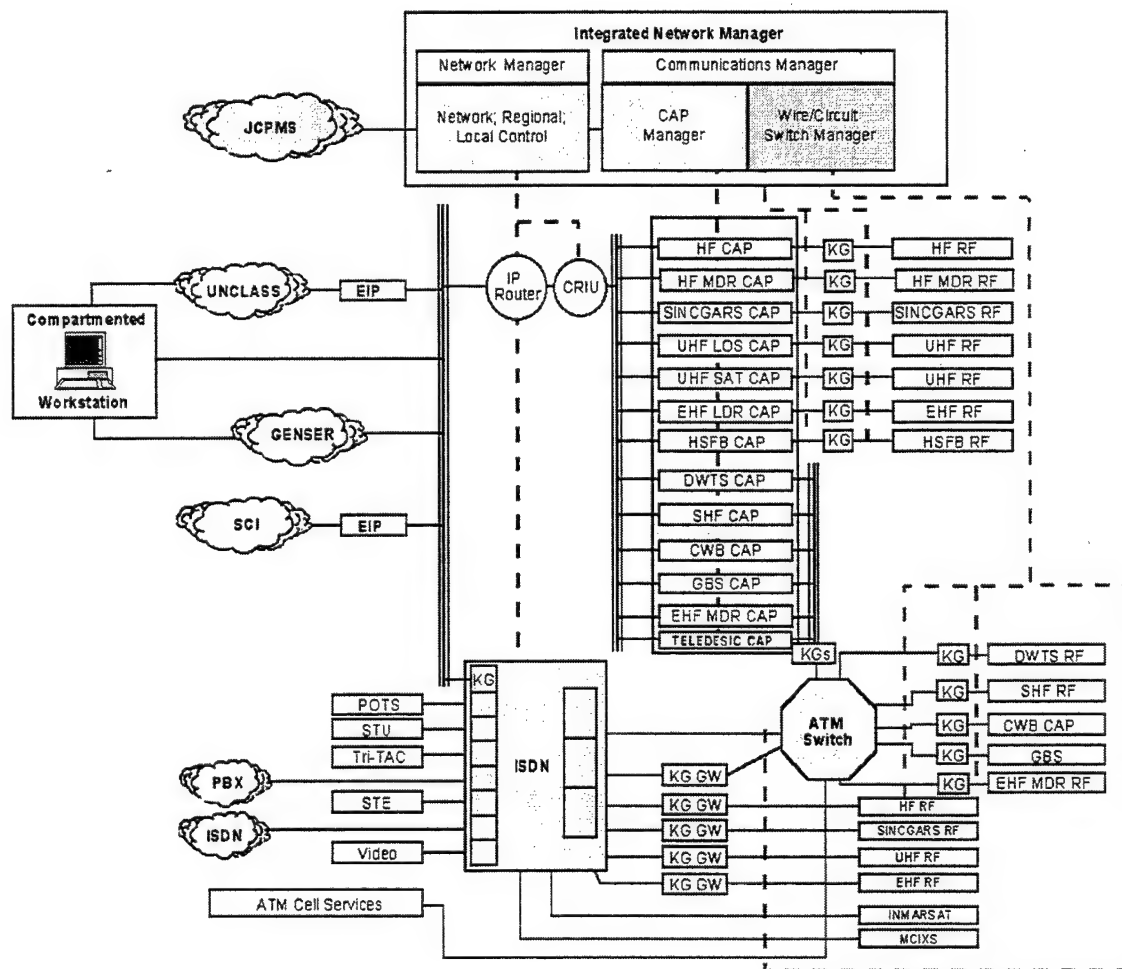 Integrated Network Manager
Network Manager
Communications Manager
Network; Regional;
Local Control
CAP
Manager
Wire/Circuit
Switch Manager
JCPMS
UNCLASS
EIP
IP
Router
CRIU
HF CAP
KG
HF RF
HF MDR CAP
KG
HF MDR RF
Compartmented
Workstation
SINCGARS CAP
KG
SINCGARS RF
UHF LOS CAP
KG
UHF RF
UHF SAT CAP
KG
UHF RF
GENSER
EHF LDR CAP
KG
EHF RF
HSFB CAP
KG
HSFB RF
DWTS CAP
SCI
EIP
SHF CAP
CWB CAP
GBS CAP
EHF MDR CAP
TELEDESIC CAP
KGs
KG
DWTS RF
KG
SHF RF
ATM
Switch
KG
CWB CAP
KG
GBS
KG
EHF MDR RF
KG
POTS
STU
Tri-TAC
PBX
STE
ISDN
Video
ISDN
KG GW
KG GW
HF RF
KG GW
SINCGARS RF
KG GW
UHF RF
KG GW
EHF RF
ATM Cell Services
INMARSAT
MCIXS